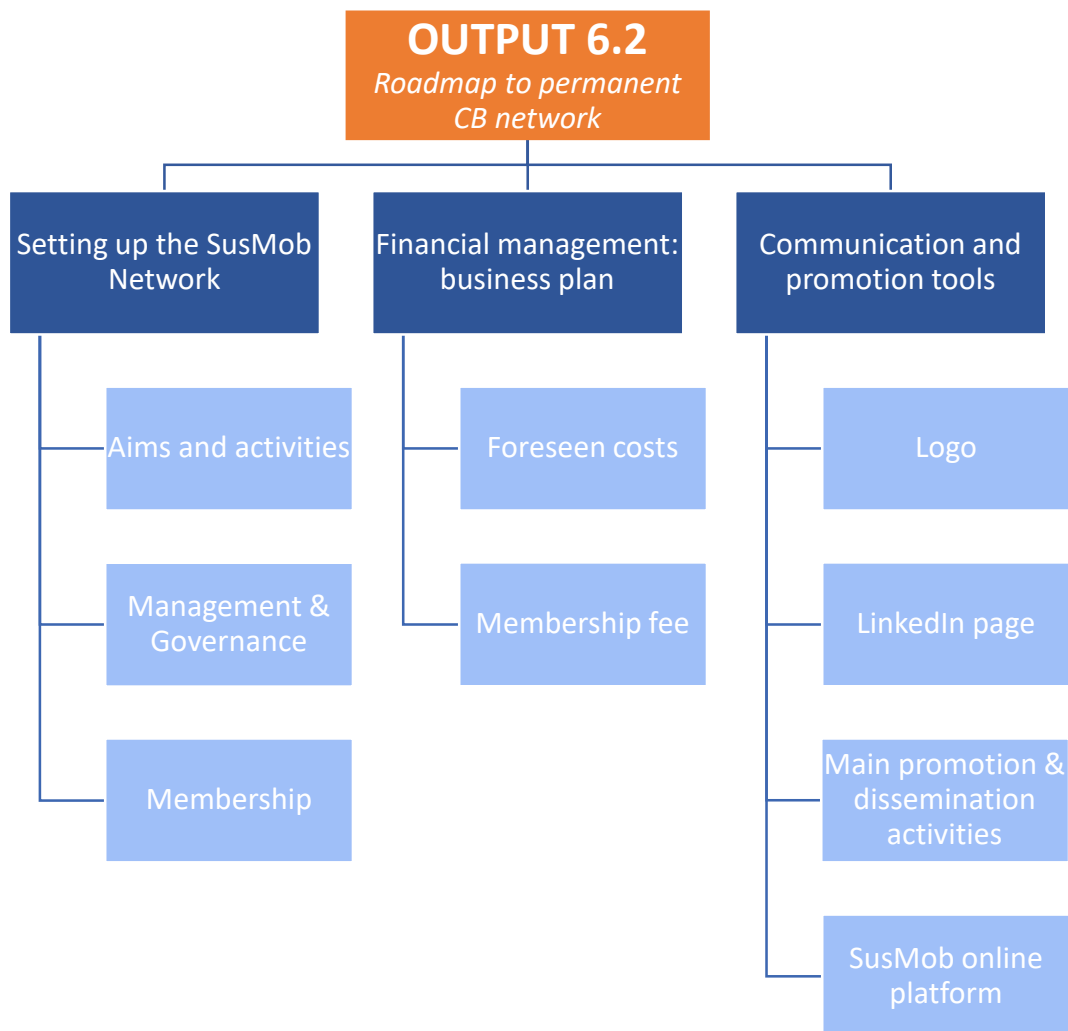 OUTPUT 6.2
Roadmap to permanent
CB network
Setting up the SusMob
Network
Aims and activities
Management &
Governance
Membership
Financial management:
business plan
Foreseen costs
Membership fee
Communication and
promotion tools
Logo
LinkedIn page
Main promotion &
dissemination
activities
SusMob online
platform